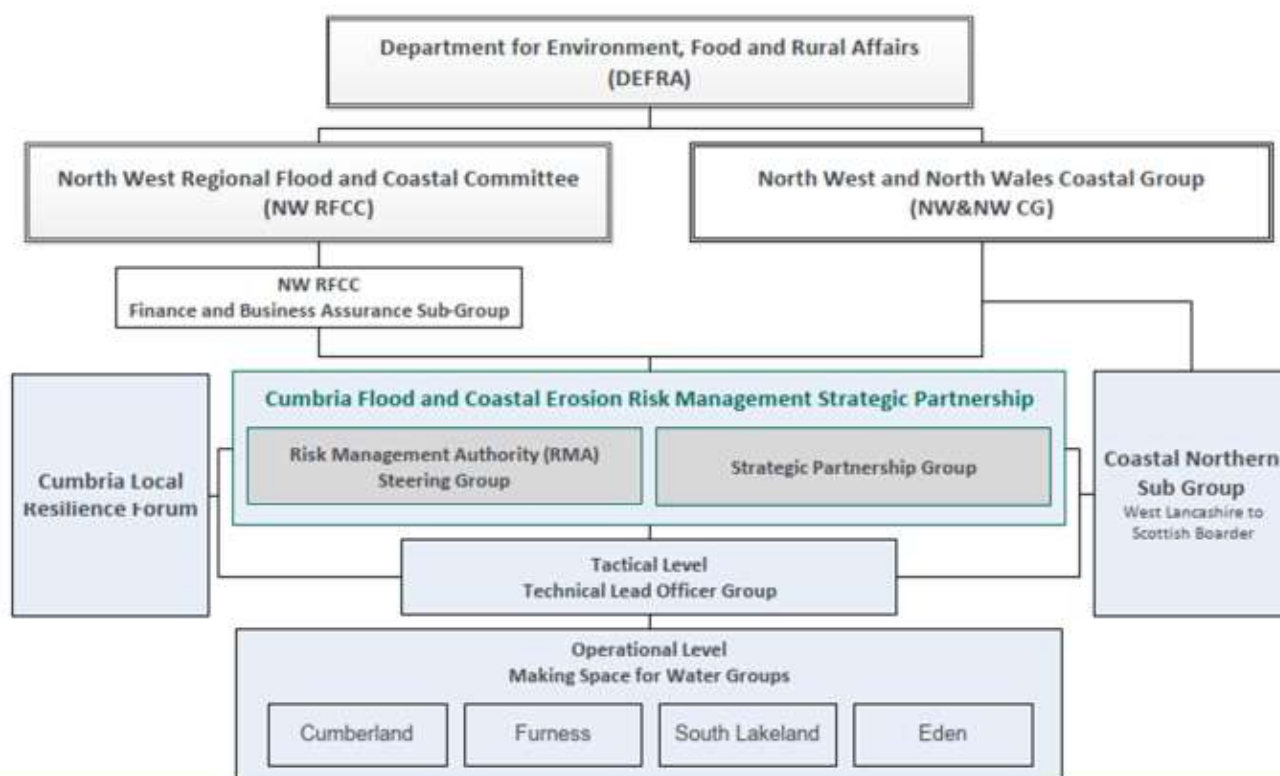 Department for Environment, Food and Rural Affairs
(DEFRA)
North West Regional Flood and Coastal Committee
(NW RFCC)
North West and North Wales Coastal Group
(NW&NW CG)
NW RFCC
Finance and Business Assurance Sub-Group
Cumbria Local
Resilience Forum
Cumbria Flood and Coastal Erosion Risk Management Strategic Partnership
Risk Management Authority (RMA)
Steering Group
Strategic Partnership Group
Coastal Northern
Sub Group
West Lancashire to
Scottish Boarder
Tactical Level
Technical Lead Officer Group
Operational Level
Making Space for Water Groups
Cumberland
Furness
South Lakeland
Eden